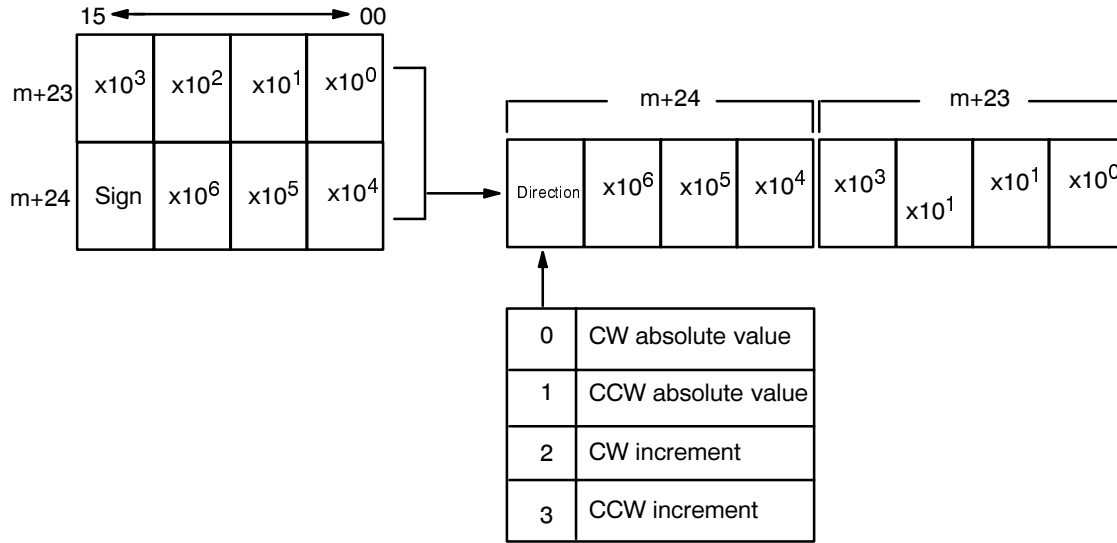 15 00
m+23 x10³ x10² x10¹ x10⁰
m+24 Sign x10⁶ x10⁵ x10⁴
m+24 m+23
Direction x10⁶ x10⁵ x10⁴ x10³ x10¹ x10¹ x10⁰
0 CW absolute value
1 CCW absolute value
2 CW increment
3 CCW increment